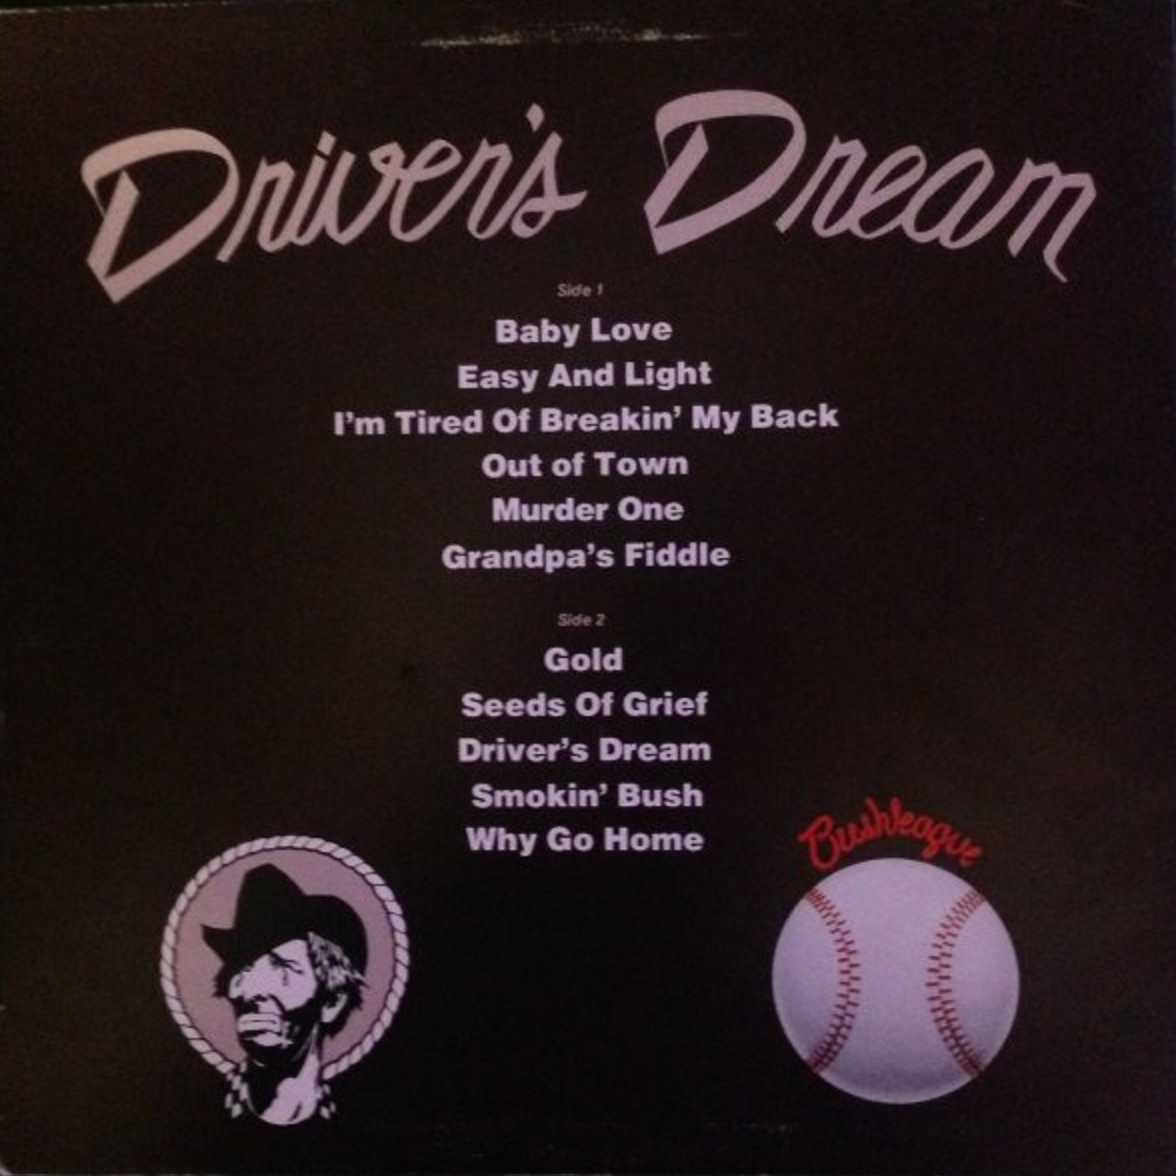 Driver's Dream
Side 1
Baby Love
Easy And Light
I'm Tired Of Breakin' My Back
Out of Town
Murder One
Grandpa's Fiddle
Side 2
Gold
Seeds Of Grief
Driver's Dream
Smokin' Bush
Why Go Home
Bushleague